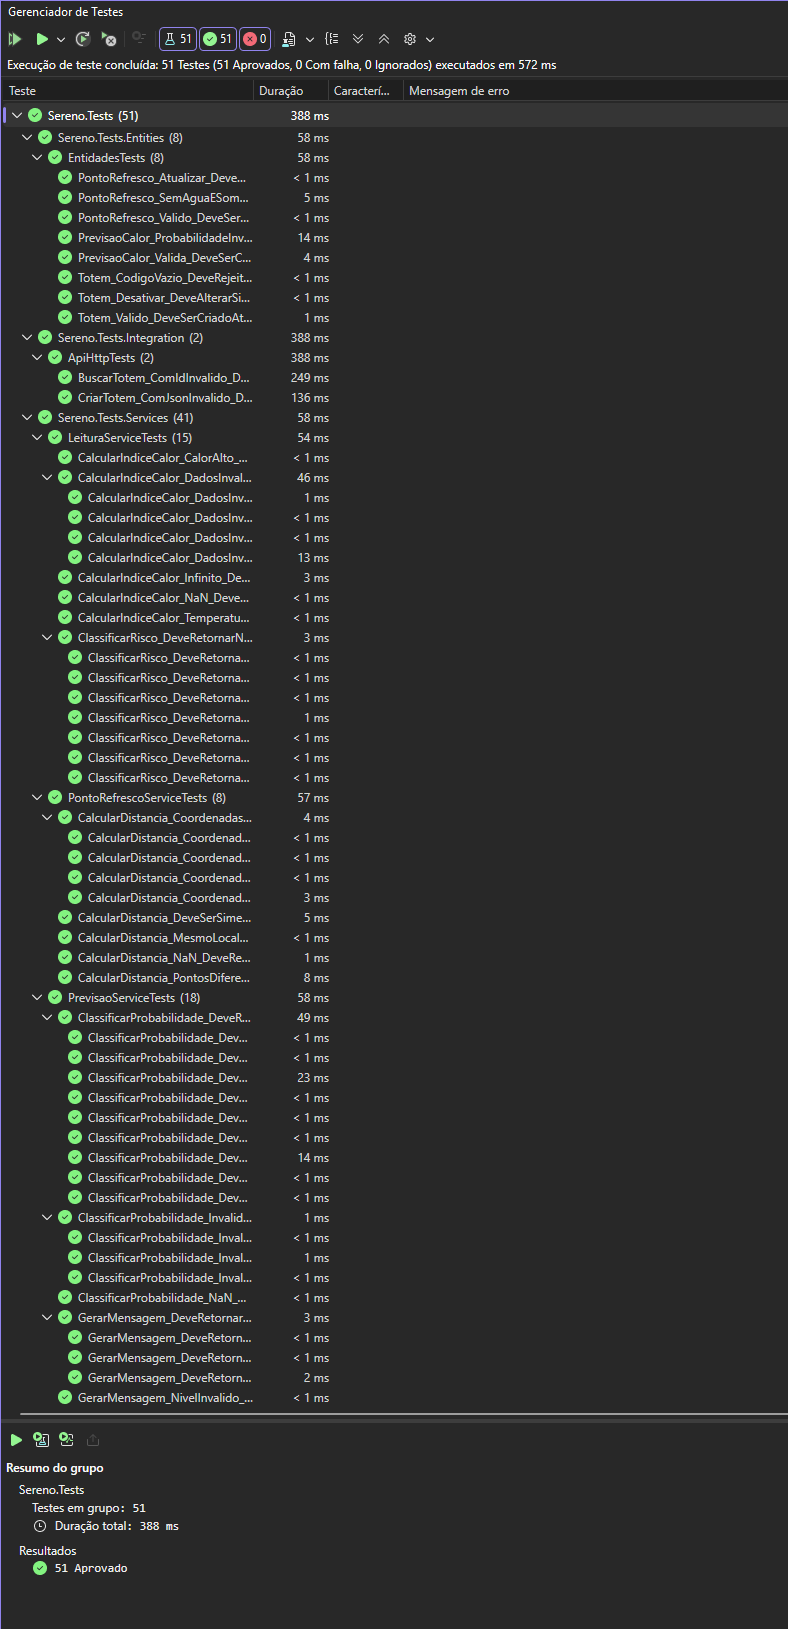 Gerenciador de Testes
51 51 0
Execução de teste concluída: 51 Testes (51 Aprovados, 0 Com falha, 0 Ignorados) executados em 572 ms
Teste Duração Caracterí... Mensagem de erro
Sereno.Tests (51) 388 ms
Sereno.Tests.Entities (8) 58 ms
EntidadesTests (8) 58 ms
PontoRefresco_Atualizar_Deve... < 1 ms
PontoRefresco_SemAguaESom... 5 ms
PontoRefresco_Valido_DeveSer... < 1 ms
PrevisaoCalor_ProbabilidadeInv... 14 ms
PrevisaoCalor_Valida_DeveSerC... 4 ms
Totem_CodigoVazio_DeveRejeit... < 1 ms
Totem_Desativar_DeveAlterarSi... < 1 ms
Totem_Valido_DeveSerCriadoAt... 1 ms
Sereno.Tests.Integration (2) 388 ms
ApiHttpTests (2) 388 ms
BuscarTotem_ComIdInvalido_D... 249 ms
CriarTotem_ComJsonInvalido_D... 136 ms
Sereno.Tests.Services (41) 58 ms
LeituraServiceTests (15) 54 ms
CalcularIndiceCalor_CalorAlto_... < 1 ms
CalcularIndiceCalor_DadosInval... 46 ms
CalcularIndiceCalor_DadosInv... 1 ms
CalcularIndiceCalor_DadosInv... < 1 ms
CalcularIndiceCalor_DadosInv... < 1 ms
CalcularIndiceCalor_DadosInv... 13 ms
CalcularIndiceCalor_Infinito_De... 3 ms
CalcularIndiceCalor_NaN_Deve... < 1 ms
CalcularIndiceCalor_Temperatu... < 1 ms
ClassificarRisco_DeveRetornarN... 3 ms
ClassificarRisco_DeveRetorna... < 1 ms
ClassificarRisco_DeveRetorna... < 1 ms
ClassificarRisco_DeveRetorna... < 1 ms
ClassificarRisco_DeveRetorna... 1 ms
ClassificarRisco_DeveRetorna... < 1 ms
ClassificarRisco_DeveRetorna... < 1 ms
ClassificarRisco_DeveRetorna... < 1 ms
PontoRefrescoServiceTests (8) 57 ms
CalcularDistancia_Coordenadas... 4 ms
CalcularDistancia_Coordenad... < 1 ms
CalcularDistancia_Coordenad... < 1 ms
CalcularDistancia_Coordenad... < 1 ms
CalcularDistancia_Coordenad... 3 ms
CalcularDistancia_DeveSerSime... 5 ms
CalcularDistancia_MesmoLocal... < 1 ms
CalcularDistancia_NaN_DeveRe... 1 ms
CalcularDistancia_PontosDifere... 8 ms
PrevisaoServiceTests (18) 58 ms
ClassificarProbabilidade_DeveR... 49 ms
ClassificarProbabilidade_Dev... < 1 ms
ClassificarProbabilidade_Dev... < 1 ms
ClassificarProbabilidade_Dev... 23 ms
ClassificarProbabilidade_Dev... < 1 ms
ClassificarProbabilidade_Dev... < 1 ms
ClassificarProbabilidade_Dev... < 1 ms
ClassificarProbabilidade_Dev... 14 ms
ClassificarProbabilidade_Dev... < 1 ms
ClassificarProbabilidade_Dev... < 1 ms
ClassificarProbabilidade_Invalid... 1 ms
ClassificarProbabilidade_Inval... < 1 ms
ClassificarProbabilidade_Inval... 1 ms
ClassificarProbabilidade_Inval... < 1 ms
ClassificarProbabilidade_NaN_... < 1 ms
GerarMensagem_DeveRetornar... 3 ms
GerarMensagem_DeveRetorn... < 1 ms
GerarMensagem_DeveRetorn... < 1 ms
GerarMensagem_DeveRetorn... 2 ms
GerarMensagem_NivelInvalido_... < 1 ms
Resumo do grupo
Sereno.Tests
Testes em grupo: 51
Duração total: 388 ms
Resultados
51 Aprovado